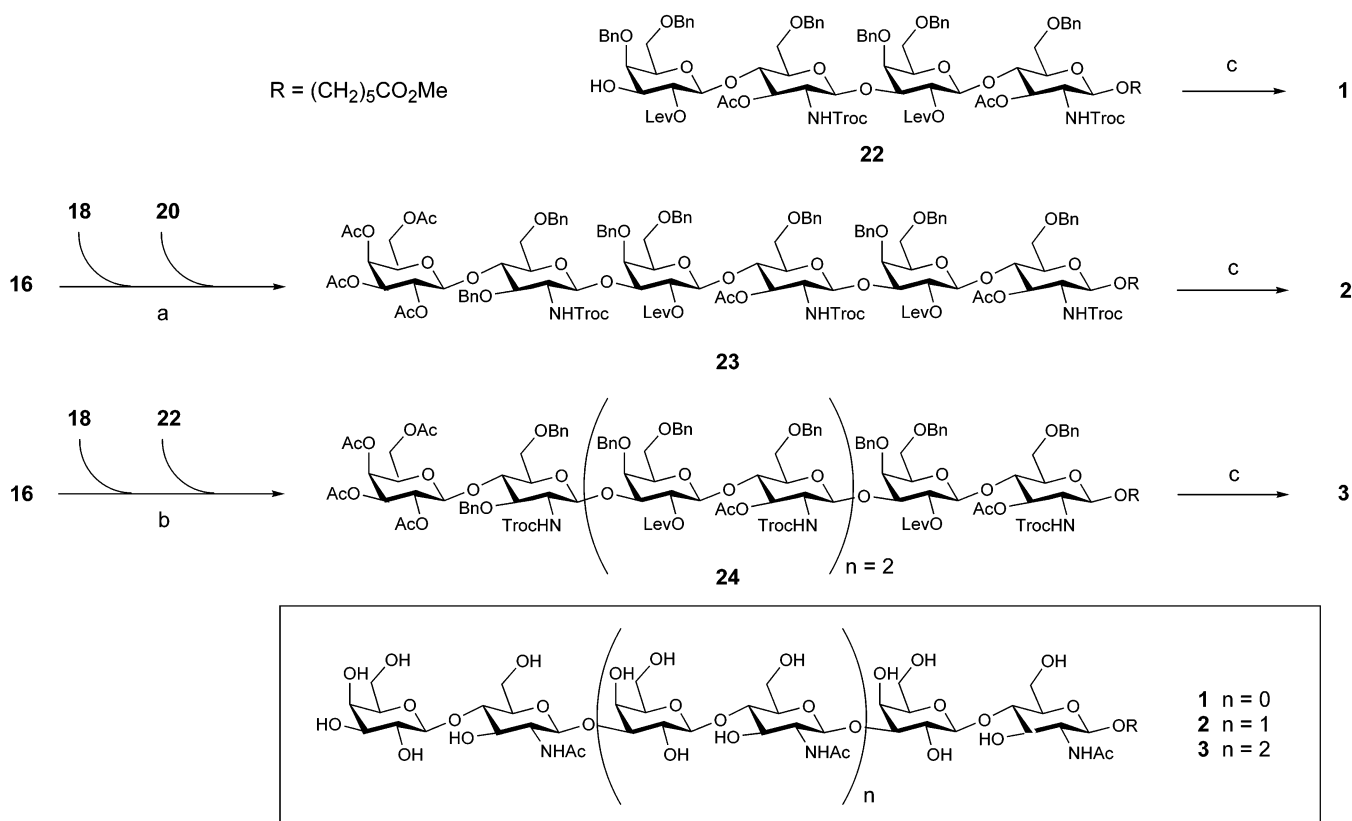 OBn OBn OBn OBn
BnO BnO
O O O O
c
R = (CH2)5CO2Me
HO O O O OR 1
LevO AcO NHTroc LevO AcO NHTroc
22
18 20
OAc OBn OBn OBn OBn OBn
AcO BnO BnO
O O O O O O
16 AcO O O O O O OR c 2
AcO BnO NHTroc LevO AcO NHTroc LevO AcO NHTroc
a
23
18 22
OAc OBn OBn OBn OBn OBn
AcO BnO BnO
O O O O O O
16 AcO O O O O O OR c 3
AcO BnO TrocHN LevO AcO TrocHN LevO AcO TrocHN
b
24 n = 2
OH OH OH OH OH OH
OH OH OH
O O O O O O
HO O O O O O OR
OH HO NHAc OH HO NHAc OH HO NHAc
n
1 n = 0
2 n = 1
3 n = 2